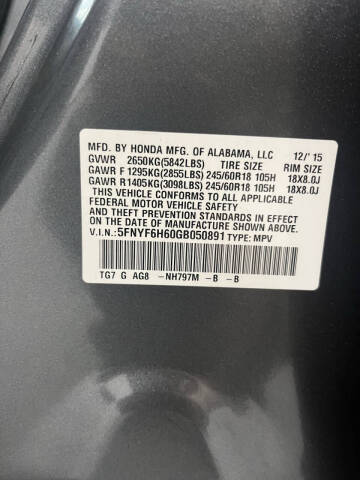 MFD. BY HONDA MFG. OF ALABAMA, LLC 12/'15
GVWR 2650KG(5842LBS) TIRE SIZE RIM SIZE
GAWR F 1295KG(2855LBS) 245/60R18 105H 18X8.0J
GAWR R1405KG(3098LBS) 245/60R18 105H 18X8.0J
THIS VEHICLE CONFORMS TO ALL APPLICABLE
FEDERAL MOTOR VEHICLE SAFETY
AND THEFT PREVENTION STANDARDS IN EFFECT
ON THE DATE OF MANUFACTURE SHOWN ABOVE.
V.I.N.: 5FNYF6H60GB050891 TYPE: MPV
TG7 G AG8 -NH797M -B -B